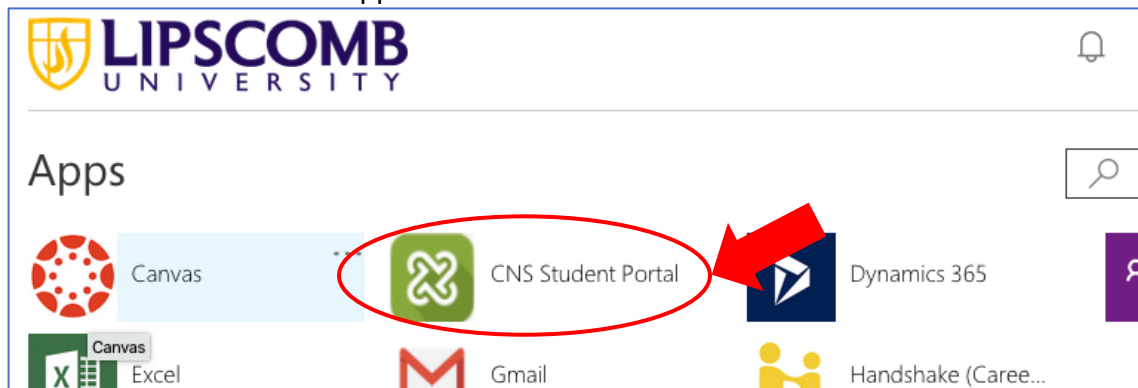 LIPSCOMB
UNIVERSITY
Apps
Canvas
CNS Student Portal
Dynamics 365
Canvas
Excel
Gmail
Handshake (Caree...